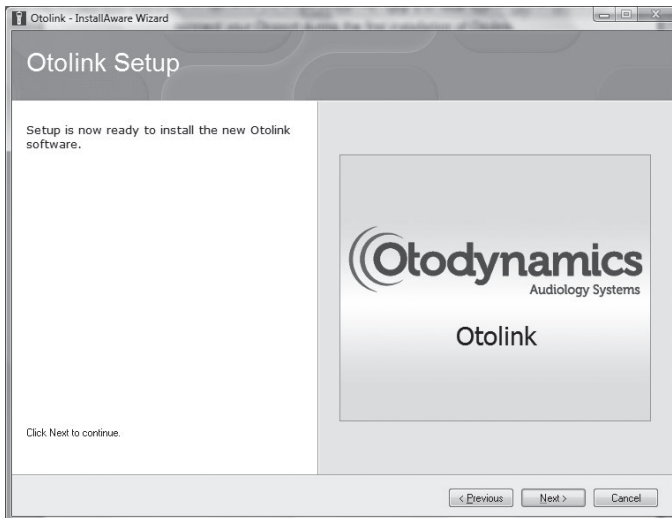 Otolink - InstallAware Wizard
Otolink Setup
Setup is now ready to install the new Otolink
software.
Otodynamics
Audiology Systems
Otolink
Click Next to continue.
< Previous
Next >
Cancel